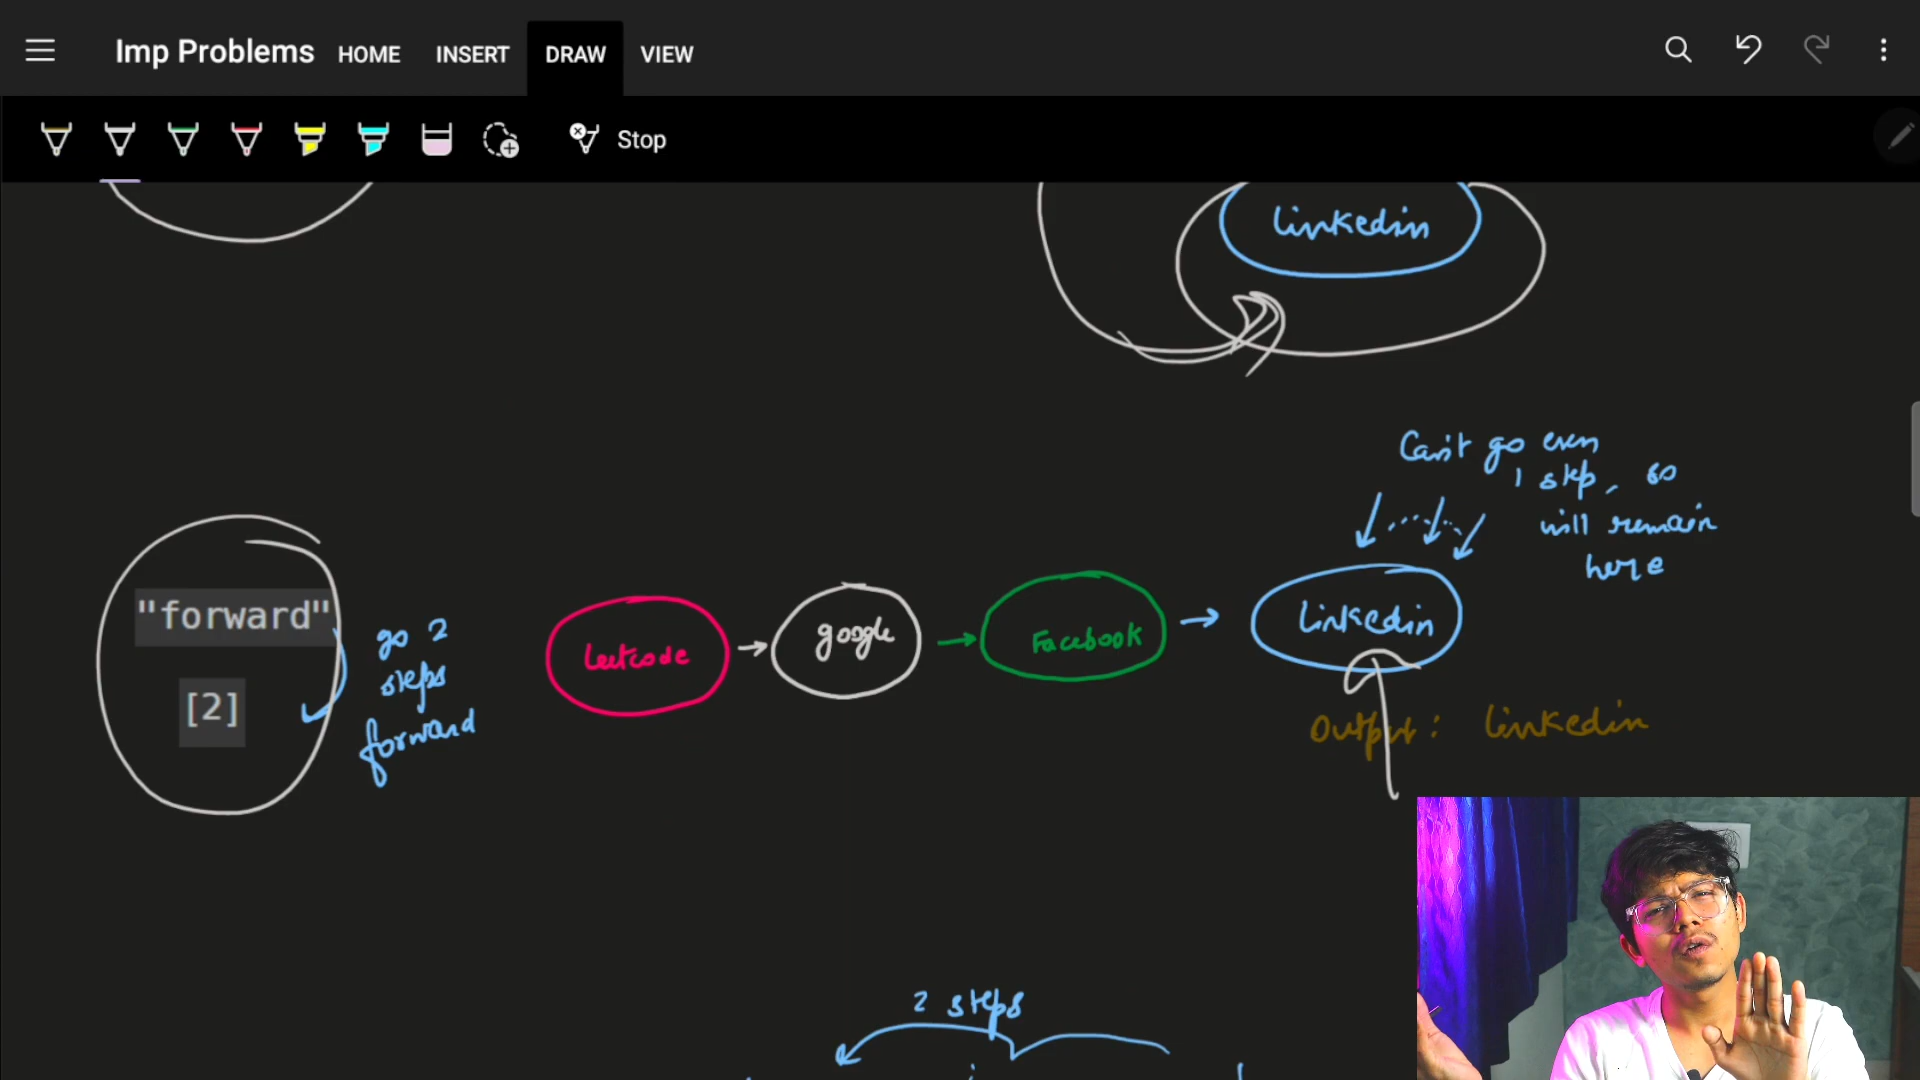 Imp Problems HOME INSERT DRAW VIEW
Stop
linkedin
Can't go even
1 step, so
will remain
here
"forward"
[2]
go 2
steps
forward
leetcode
google
Facebook
linkedin
Output: linkedin
2 steps